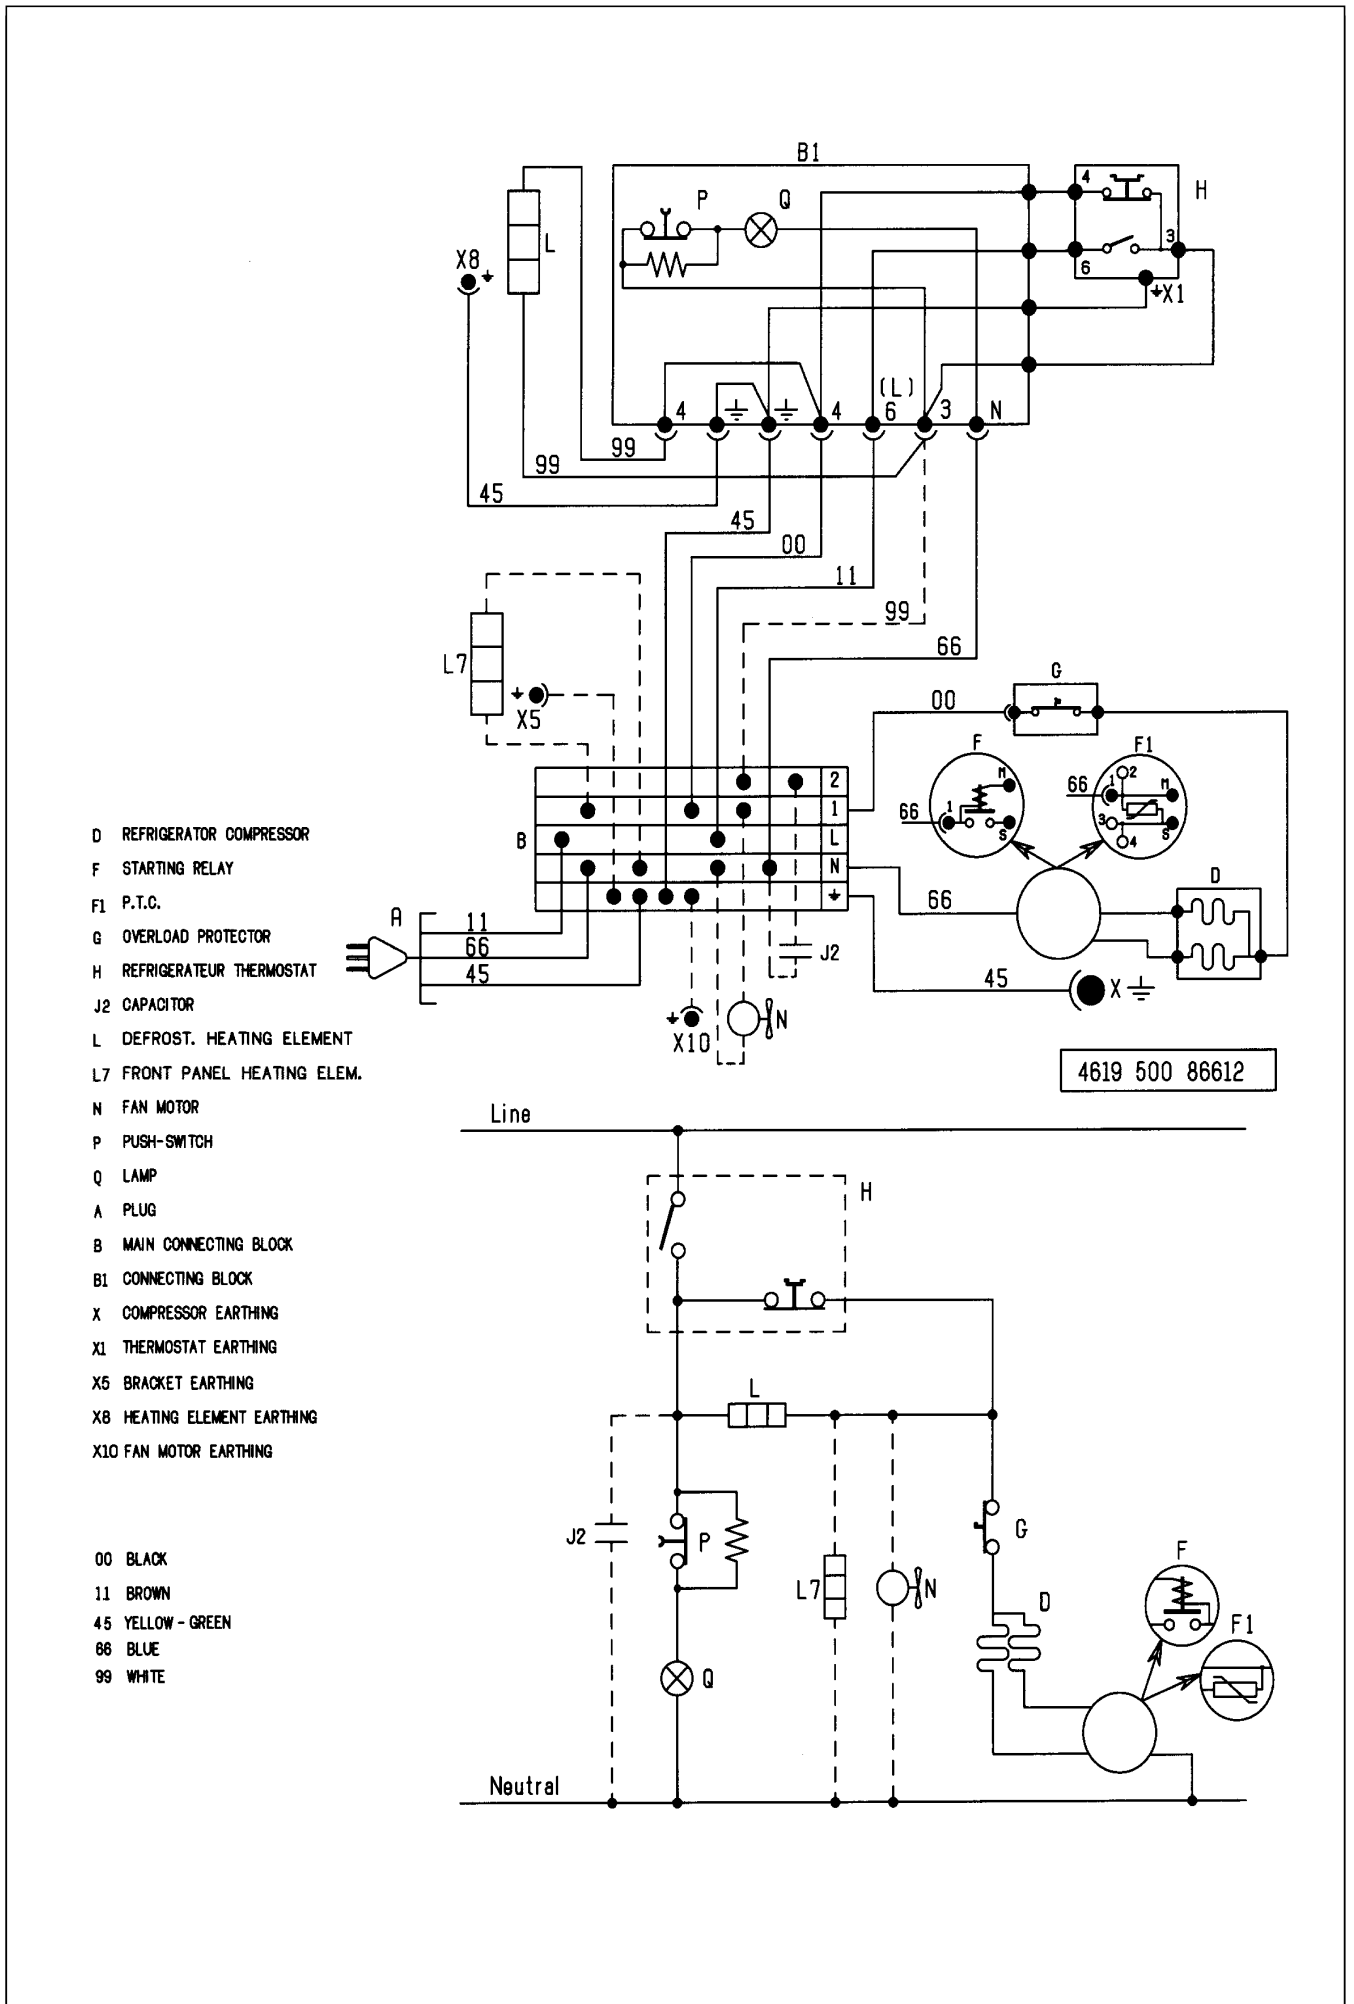 B1
P
Q
4
H
L
X8
3
6
X1
(L)
4
4
6
3
N
99
99
45
45
00
11
99
66
L7
X5
G
00
F
F1
M
66
1
S
66
1
2
M
3
4
S
2
1
B
L
N
D
66
A
11
66
45
J2
45
X
X10
N
4619 500 86612
D REFRIGERATOR COMPRESSOR
F STARTING RELAY
F1 P.T.C.
G OVERLOAD PROTECTOR
H REFRIGERATEUR THERMOSTAT
J2 CAPACITOR
L DEFROST. HEATING ELEMENT
L7 FRONT PANEL HEATING ELEM.
N FAN MOTOR
P PUSH-SWITCH
Q LAMP
A PLUG
B MAIN CONNECTING BLOCK
B1 CONNECTING BLOCK
X COMPRESSOR EARTHING
X1 THERMOSTAT EARTHING
X5 BRACKET EARTHING
X8 HEATING ELEMENT EARTHING
X10 FAN MOTOR EARTHING
00 BLACK
11 BROWN
45 YELLOW-GREEN
66 BLUE
99 WHITE
Line
H
L
J2
P
G
L7
N
D
F
F1
Q
Neutral